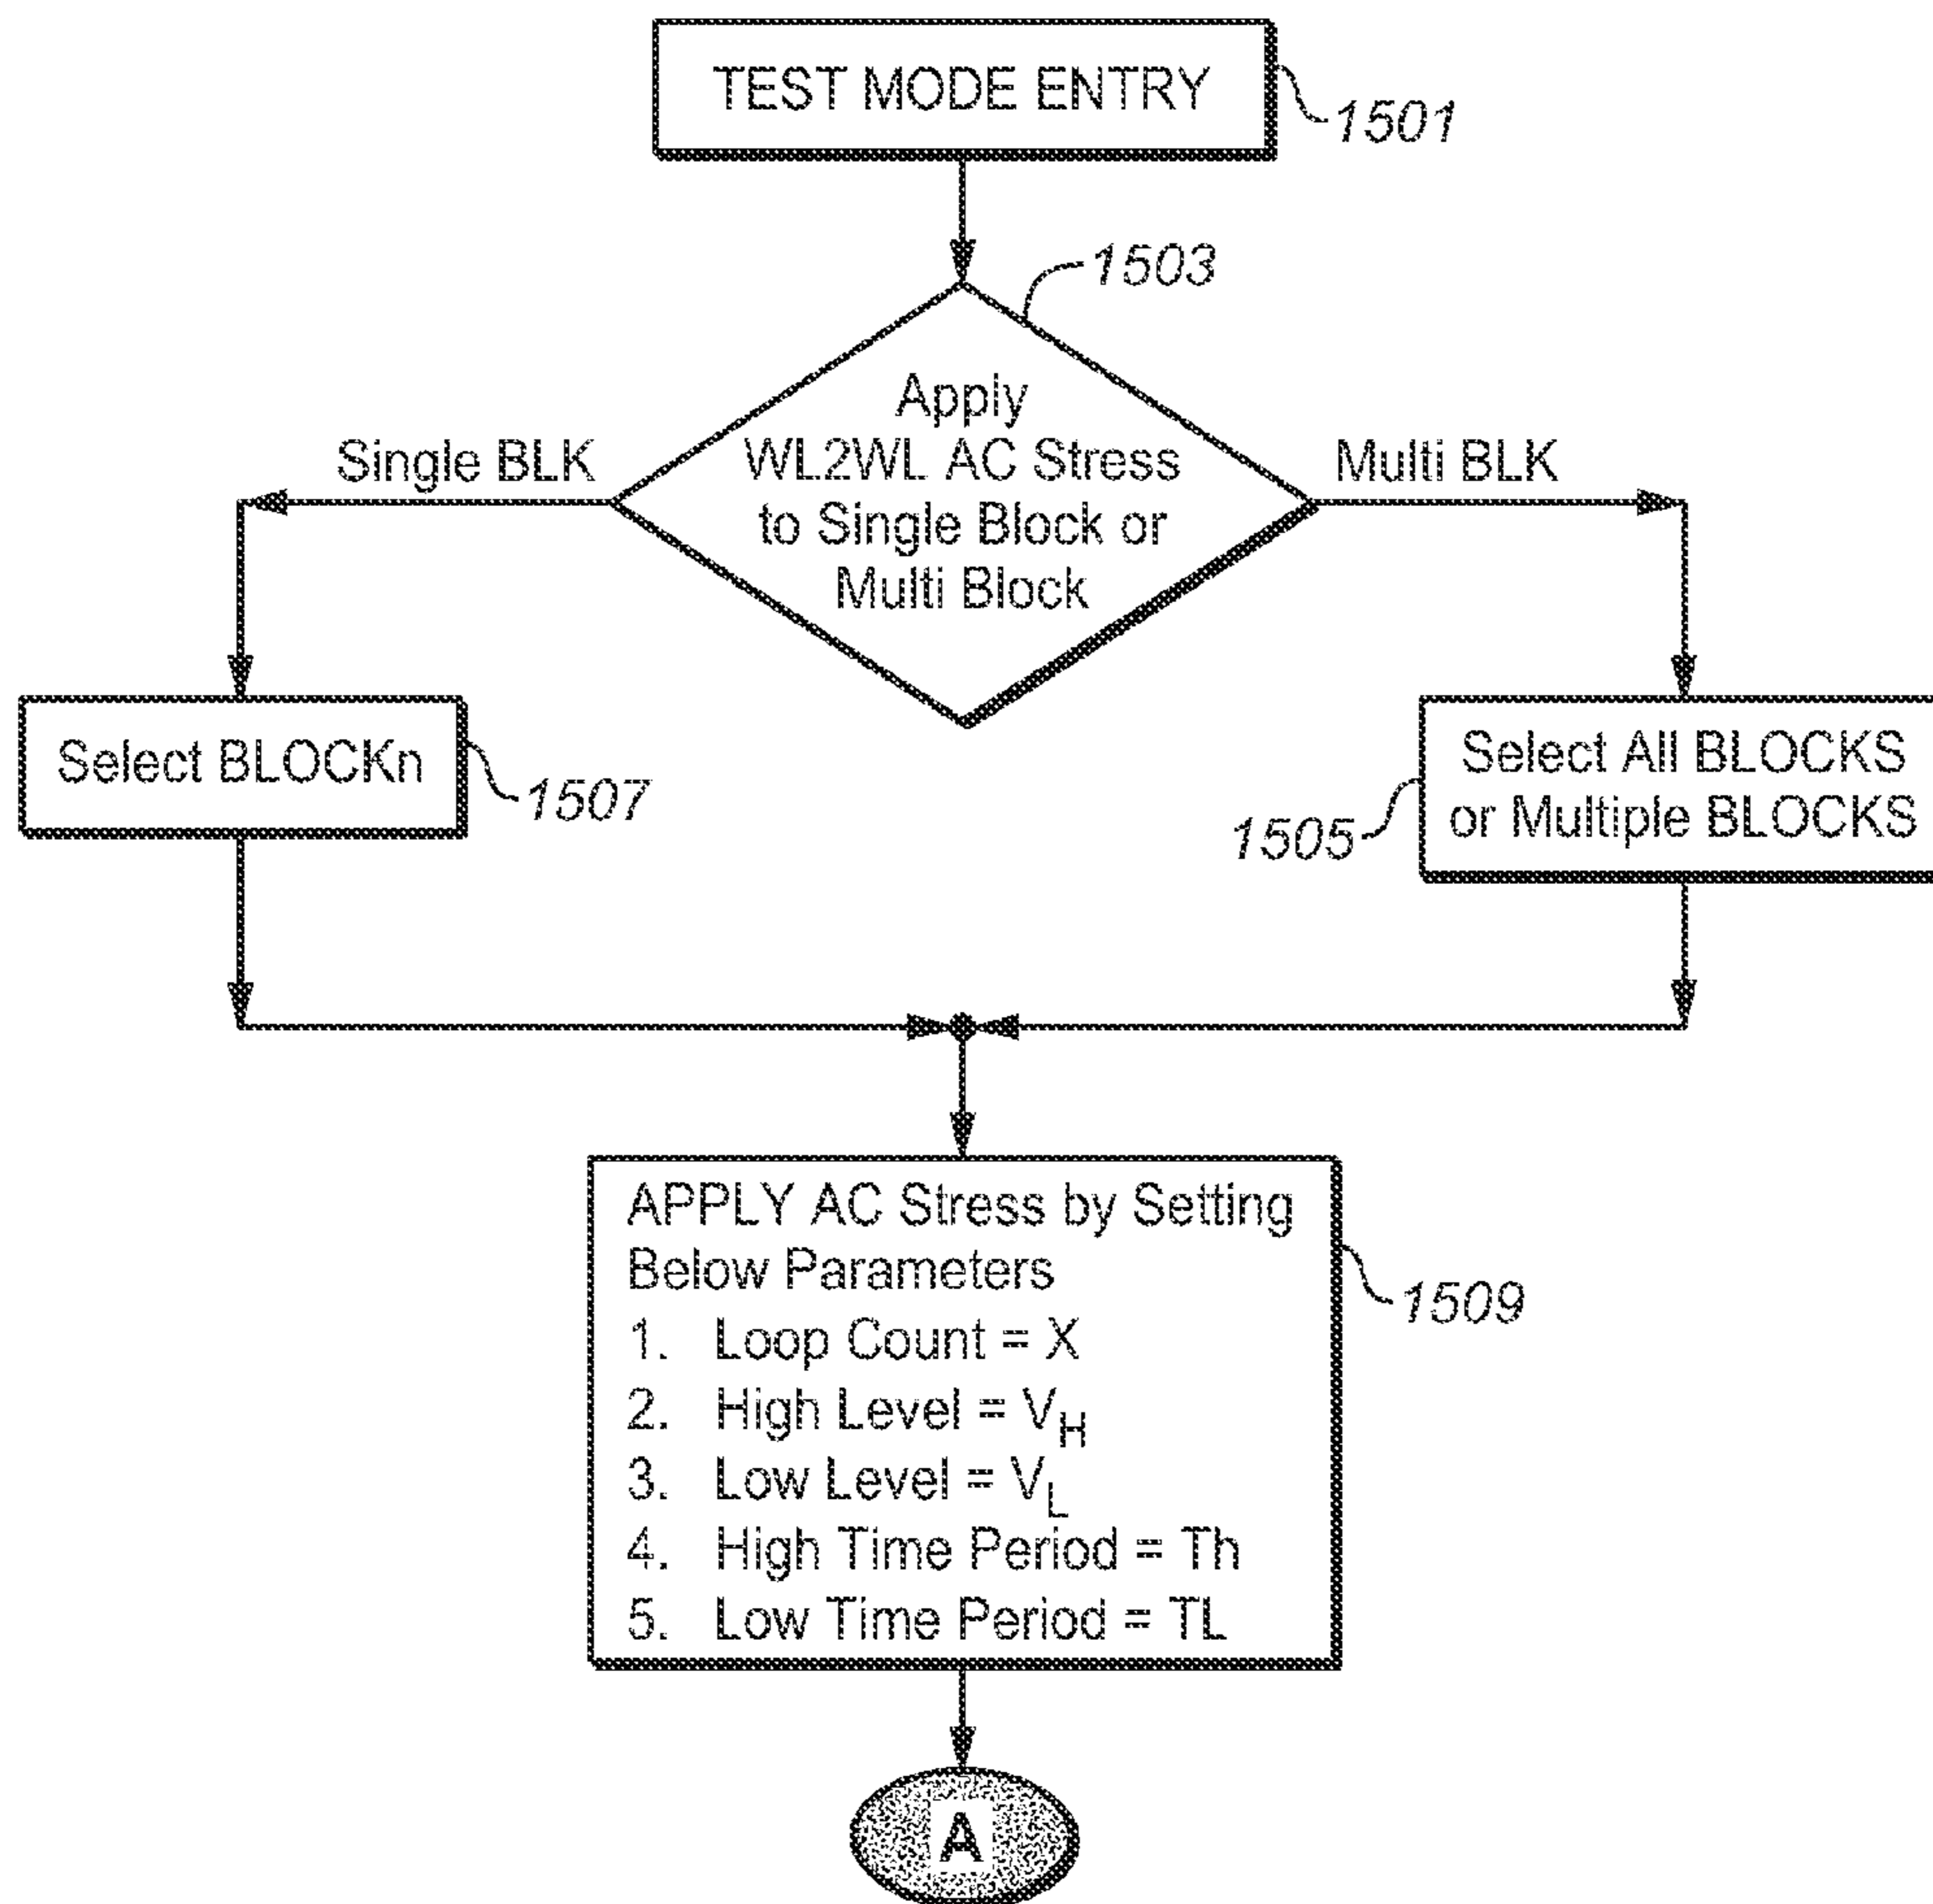 TEST MODE ENTRY
1501
1503
Apply
WL2WL AC Stress
to Single Block or
Multi Block
Single BLK
Multi BLK
Select BLOCKn
1507
Select All BLOCKS
or Multiple BLOCKS
1505
APPLY AC Stress by Setting
Below Parameters
1. Loop Count = X
2. High Level = V_H
3. Low Level = V_L
4. High Time Period = Th
5. Low Time Period = TL
1509
A